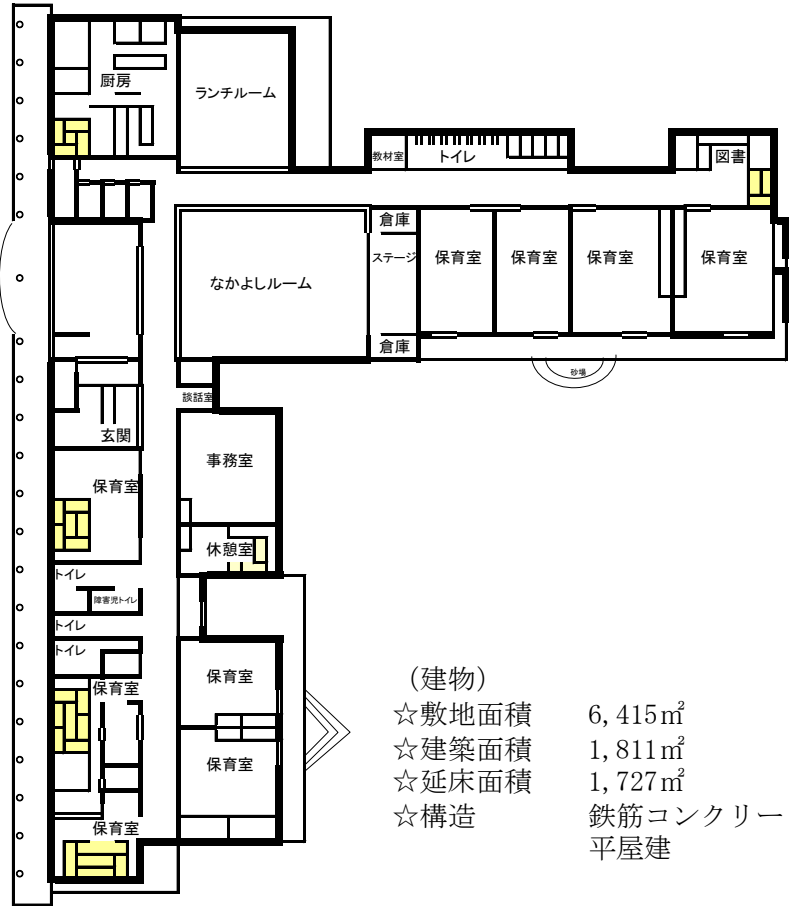 厨房
ランチルーム
教材室
トイレ
図書
倉庫
なかよしルーム
ステージ
保育室
保育室
保育室
保育室
倉庫
砂場
談話室
玄関
事務室
保育室
休憩室
トイレ
障害児トイレ
トイレ
トイレ
保育室
保育室
保育室
保育室
(建物)
☆敷地面積 6,415㎡
☆建築面積 1,811㎡
☆延床面積 1,727㎡
☆構造 鉄筋コンクリー
平屋建